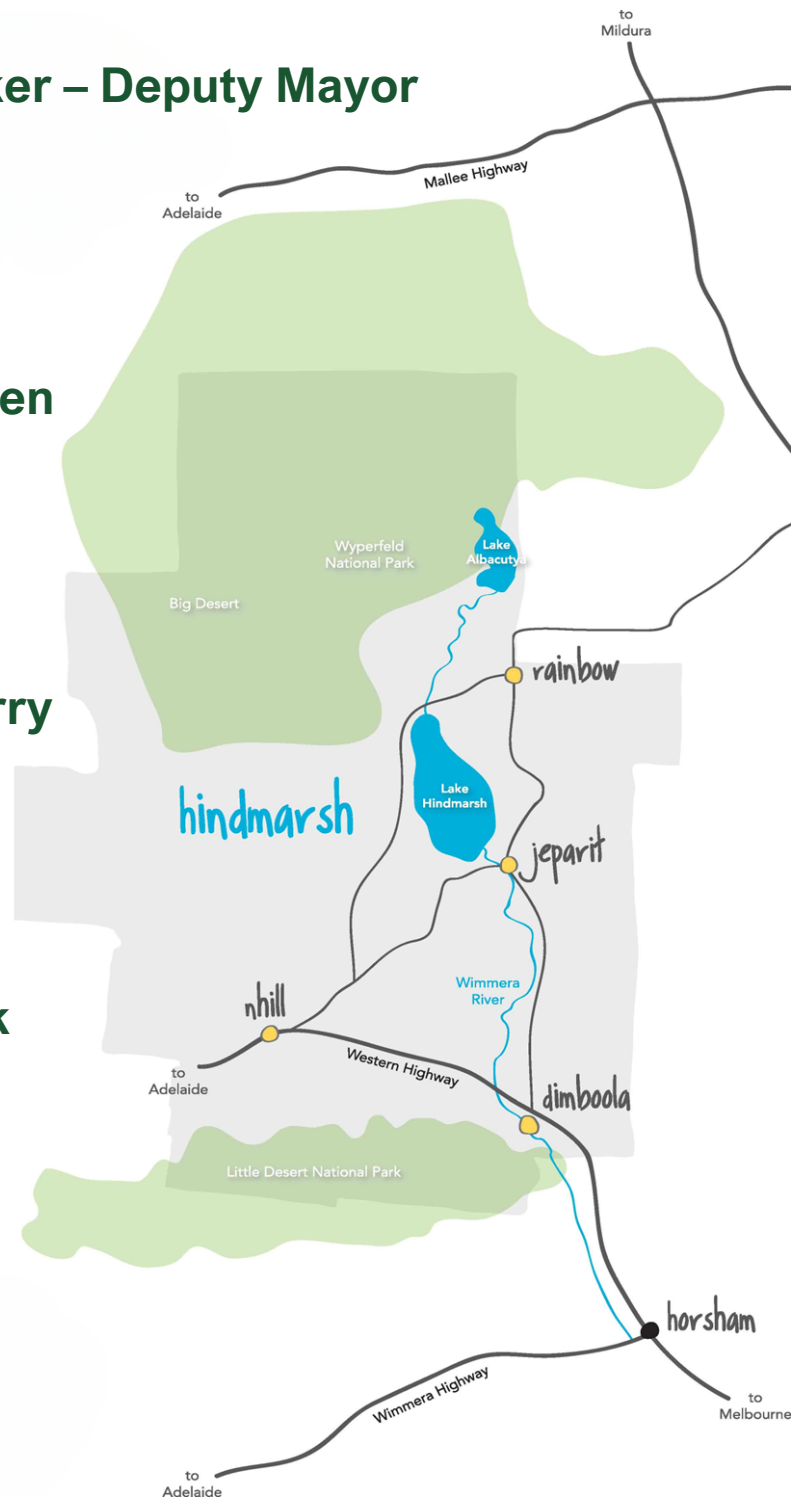 to
Mildura
ker – Deputy Mayor
Mallee Highway
to
Adelaide
en
Wyperfeld
National Park
Lake
Albacutya
Big Desert
rainbow
rry
hindmarsh
Lake
Hindmarsh
jeparit
Wimmera
River
nhill
k
Western Highway
to
Adelaide
dimboola
Little Desert National Park
horsham
Wimmera Highway
to
Melbourne
to
Adelaide